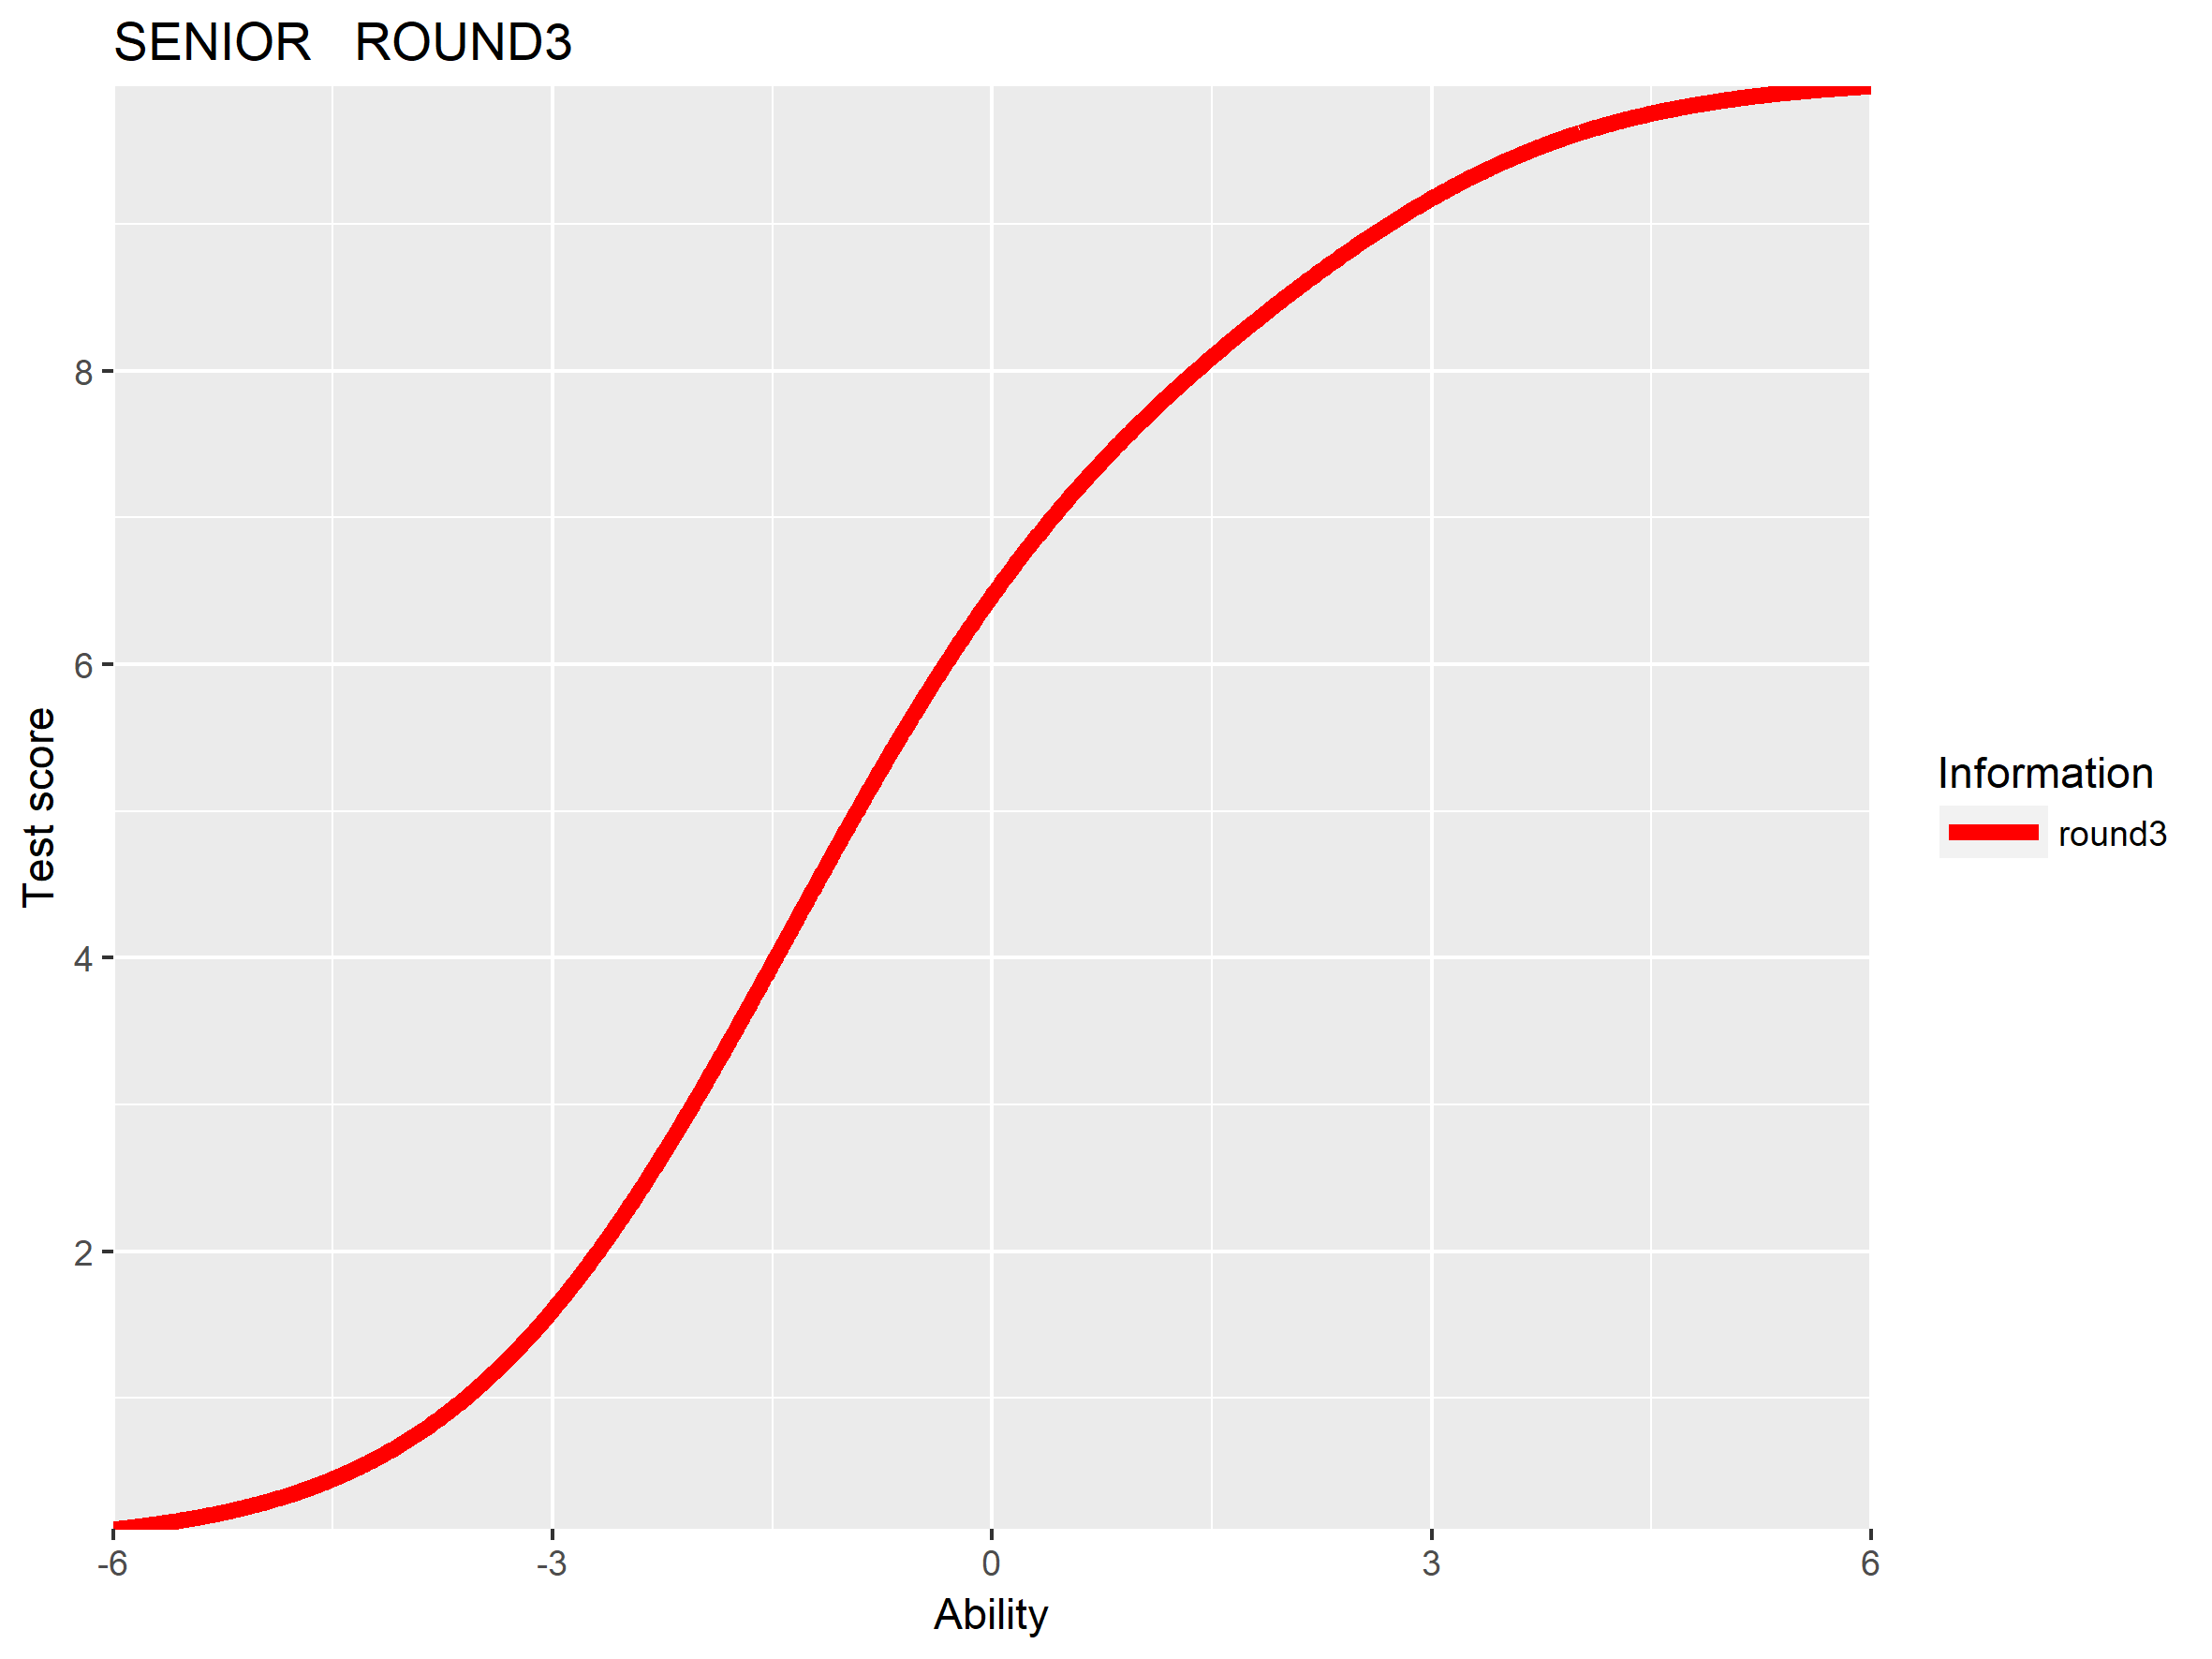 SENIOR   ROUND3
8
6
4
2
Test score
-6
-3
0
3
6
Ability
Information
round3